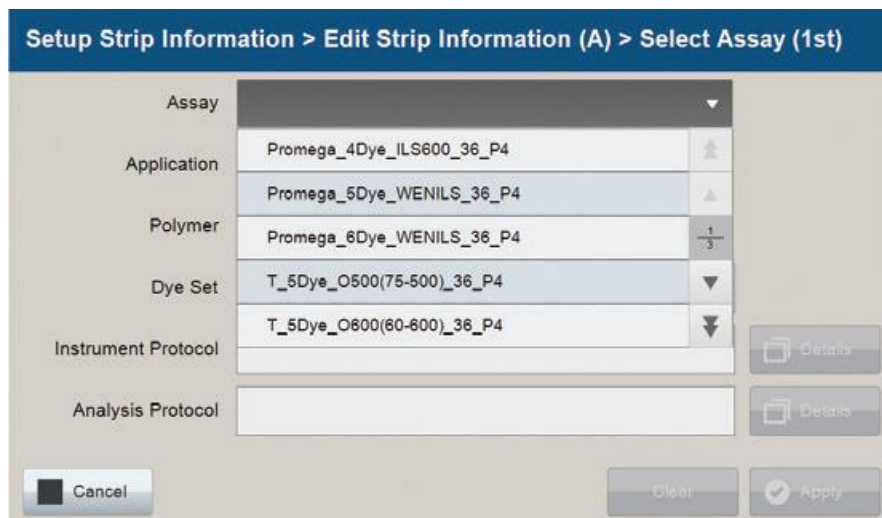 Setup Strip Information > Edit Strip Information (A) > Select Assay (1st)
Assay
Promega_4Dye_ILS600_36_P4
Application
Promega_5Dye_WENILS_36_P4
Polymer
Promega_6Dye_WENILS_36_P4
1
3
Dye Set
T_5Dye_O500(75-500)_36_P4
T_5Dye_O600(60-600)_36_P4
Instrument Protocol
Details
Analysis Protocol
Details
Cancel
Clear
Apply